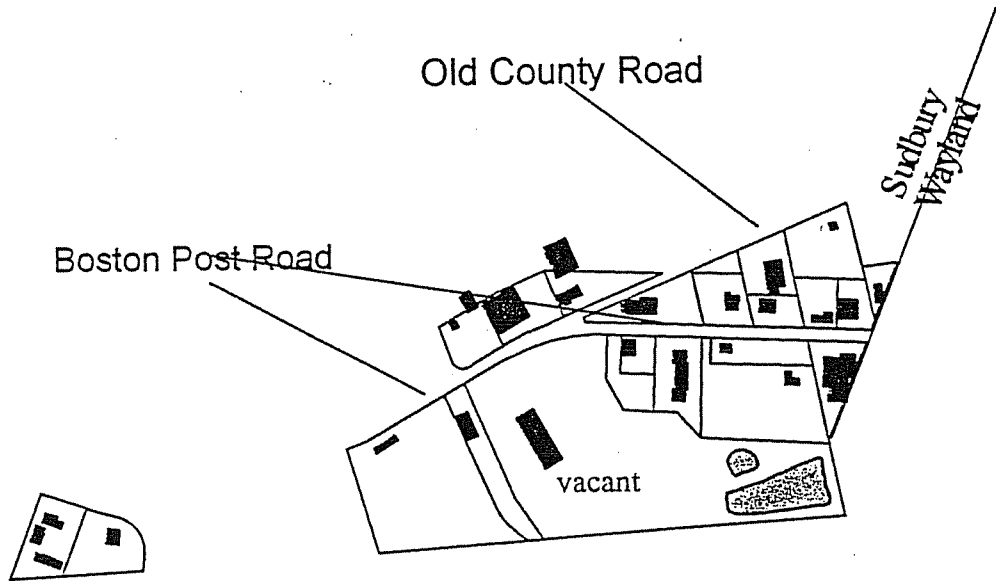 Old County Road
Sudbury
Wayland
Boston Post Road
vacant